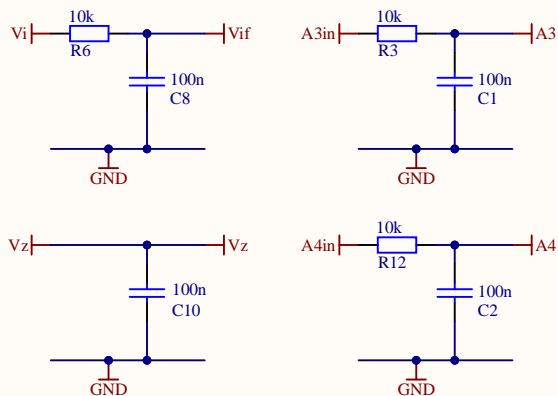 10k
Vi
Vif
R6
100n
C8
GND
10k
A3in
A3
R3
100n
C1
GND
Vz
Vz
100n
C10
GND
10k
A4in
A4
R12
100n
C2
GND